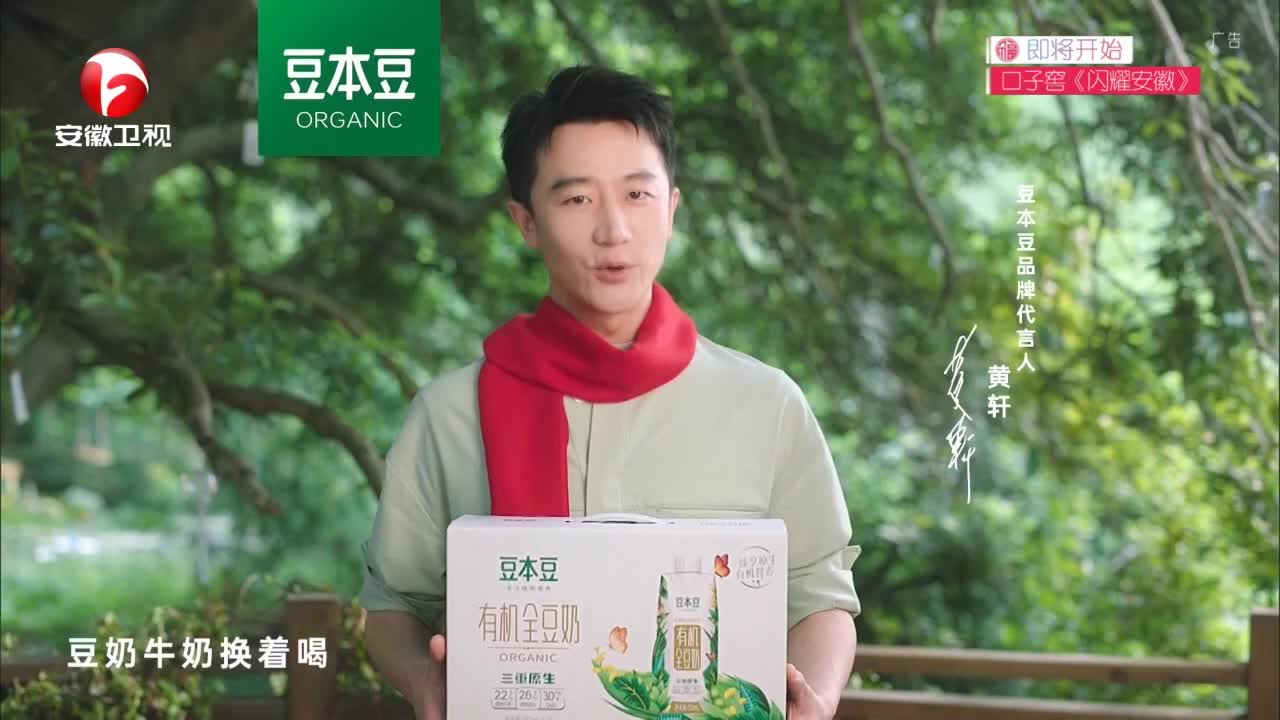 安徽卫视
豆本豆
ORGANIC
即将开始
口子窖《闪耀安徽》
广告
豆本豆品牌代言人
黄轩
豆奶牛奶换着喝
豆本豆
有机全豆奶
ORGANIC
三重原生
豆本豆
有机
全豆奶